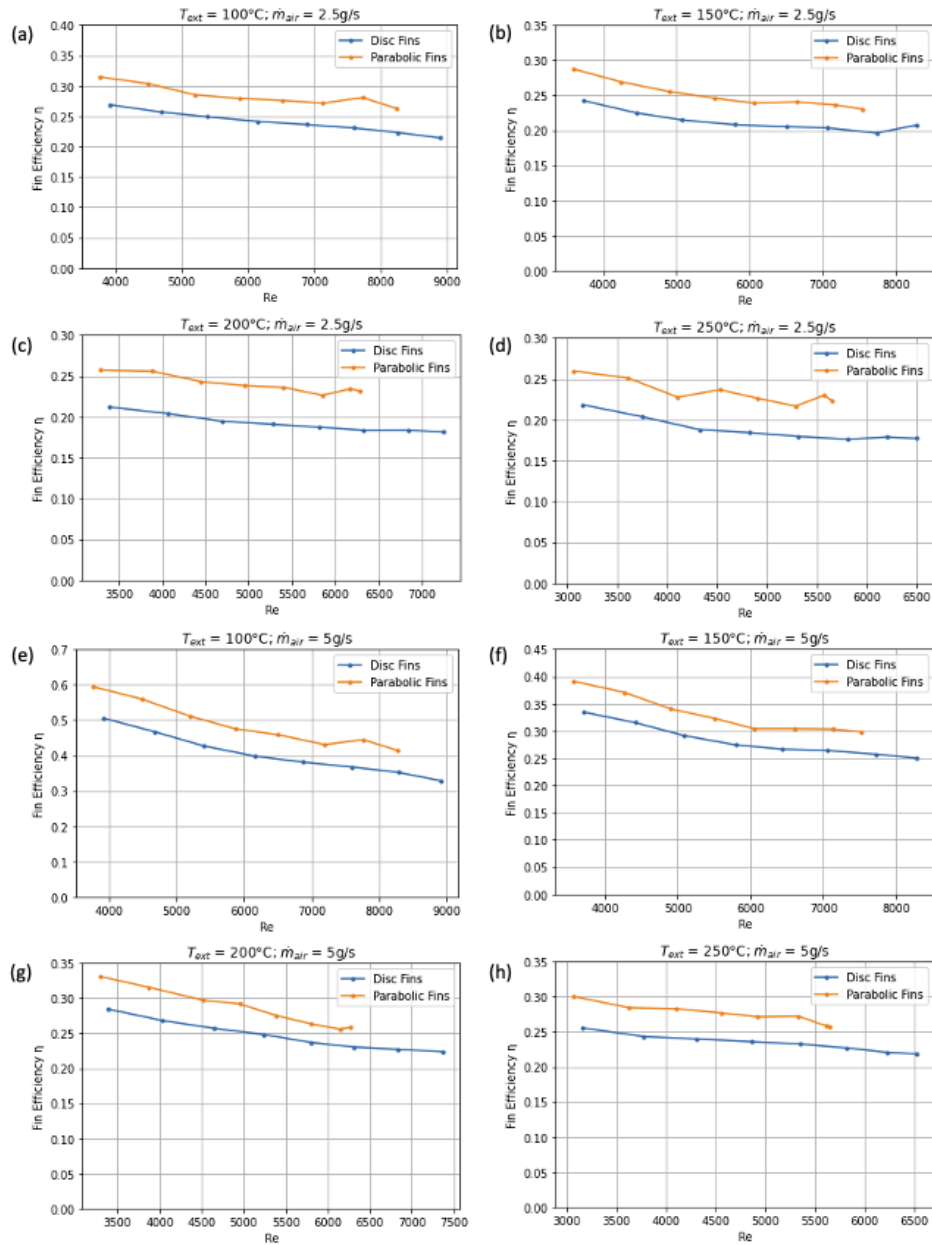 (a)
T_ext = 100°C; ṁ_air = 2.5g/s
Fin Efficiency η
0.40
0.35
0.30
0.25
0.20
0.15
0.10
0.05
0.00
Disc Fins
Parabolic Fins
4000 5000 6000 7000 8000 9000
Re
(b)
T_ext = 150°C; ṁ_air = 2.5g/s
Fin Efficiency η
0.35
0.30
0.25
0.20
0.15
0.10
0.05
0.00
Disc Fins
Parabolic Fins
4000 5000 6000 7000 8000
Re
(c)
T_ext = 200°C; ṁ_air = 2.5g/s
Fin Efficiency η
0.30
0.25
0.20
0.15
0.10
0.05
0.00
Disc Fins
Parabolic Fins
3500 4000 4500 5000 5500 6000 6500 7000
Re
(d)
T_ext = 250°C; ṁ_air = 2.5g/s
Fin Efficiency η
0.30
0.25
0.20
0.15
0.10
0.05
0.00
Disc Fins
Parabolic Fins
3000 3500 4000 4500 5000 5500 6000 6500
Re
(e)
T_ext = 100°C; ṁ_air = 5g/s
Fin Efficiency η
0.7
0.6
0.5
0.4
0.3
0.2
0.1
0.0
Disc Fins
Parabolic Fins
4000 5000 6000 7000 8000 9000
Re
(f)
T_ext = 150°C; ṁ_air = 5g/s
Fin Efficiency η
0.45
0.40
0.35
0.30
0.25
0.20
0.15
0.10
0.05
0.00
Disc Fins
Parabolic Fins
4000 5000 6000 7000 8000
Re
(g)
T_ext = 200°C; ṁ_air = 5g/s
Fin Efficiency η
0.35
0.30
0.25
0.20
0.15
0.10
0.05
0.00
Disc Fins
Parabolic Fins
3500 4000 4500 5000 5500 6000 6500 7000 7500
Re
(h)
T_ext = 250°C; ṁ_air = 5g/s
Fin Efficiency η
0.35
0.30
0.25
0.20
0.15
0.10
0.05
0.00
Disc Fins
Parabolic Fins
3000 3500 4000 4500 5000 5500 6000 6500
Re